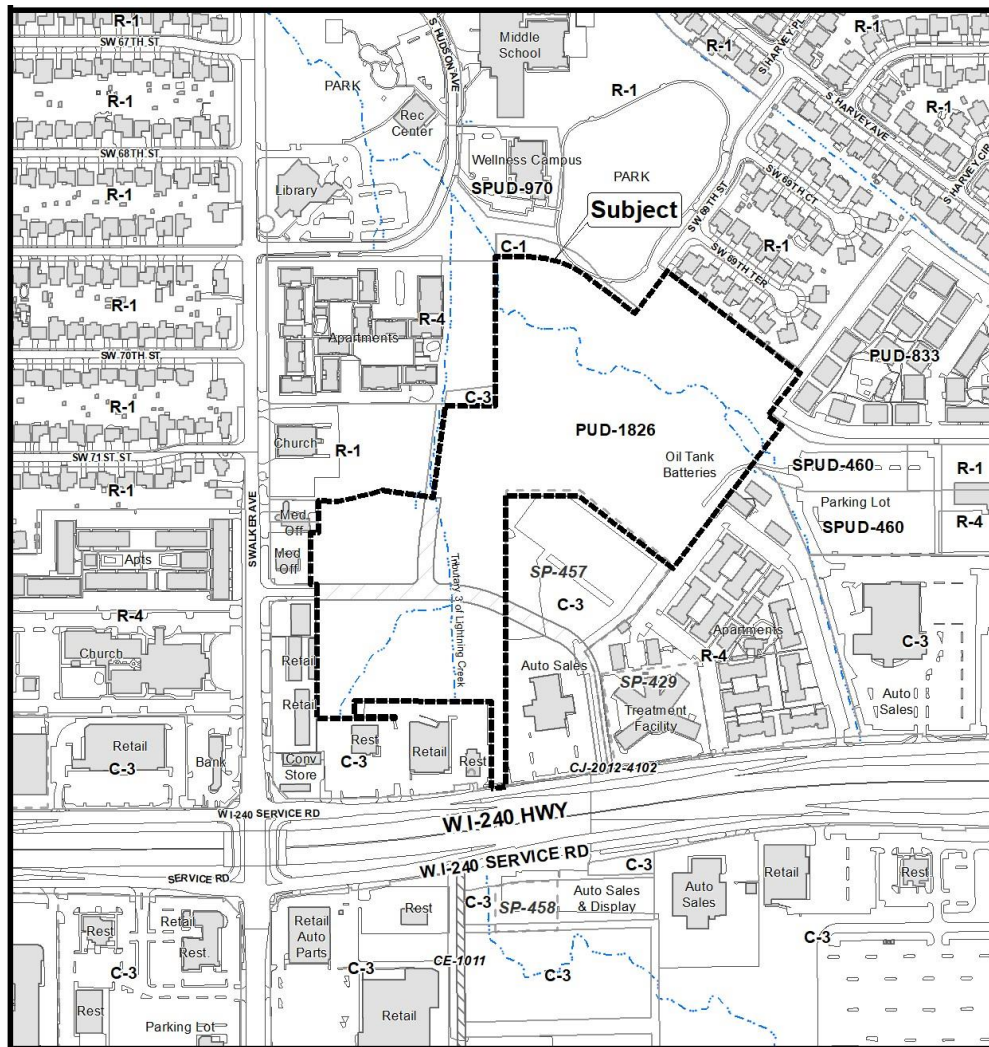 Middle
School
R-1
S HARVEY PL
R-1
SW 67TH ST
S HUDSON AVE
R-1
PARK
R-1
S HARVEY AVE
R-1
Rec
Center
SW 68TH ST
Wellness Campus
SPUD-970
PARK
SW 69TH CT
S HARVEY CIR
R-1
Library
Subject
SW 69TH ST
R-1
C-1
SW 69TH TER
R-1
R-4
Apartments
SW 70TH ST
PUD-833
C-3
R-1
PUD-1826
Church
R-1
SW 71ST ST
Oil Tank
Batteries
SPUD-460
R-1
R-1
S WALKER AVE
Parking Lot
SPUD-460
R-4
Med
Off
Med
Off
Apts
Tributary 3 of Lightning Creek
SP-457
C-3
R-4
Church
Apartments
R-4
C-3
Retail
Auto Sales
SP-429
Treatment
Facility
Auto
Sales
Retail
Retail
C-3
Bank
Rest
C-3
Retail
Rest
Conv
Store
CJ-2012-4102
W I-240 SERVICE RD
W I-240 HWY
W I-240 SERVICE RD
SERVICE RD
C-3
C-3
SP-458
Auto Sales
& Display
Auto
Sales
Retail
Rest
Rest
Retail
Rest
Retail
Auto
Parts
Rest
C-3
C-3
CE-1011
C-3
C-3
Rest
Parking Lot
Retail